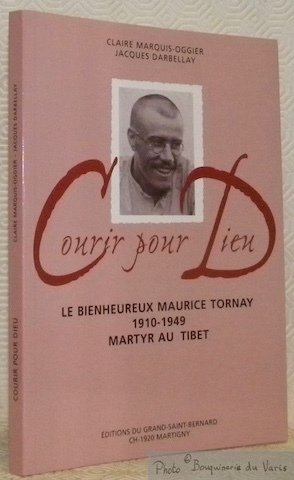 CLAIRE MARQUIS-OGGIER
JACQUES DARBELLAY
Courir pour Dieu
LE BIENHEUREUX MAURICE TORNAY
1910-1949
MARTYR AU TIBET
ÉDITIONS DU GRAND-SAINT-BERNARD
CH-1920 MARTIGNY
COURIR POUR DIEU
CLAIRE MARQUIS-OGGIER - JACQUES DARBELLAY
Photo © Bouquinerie du Varis